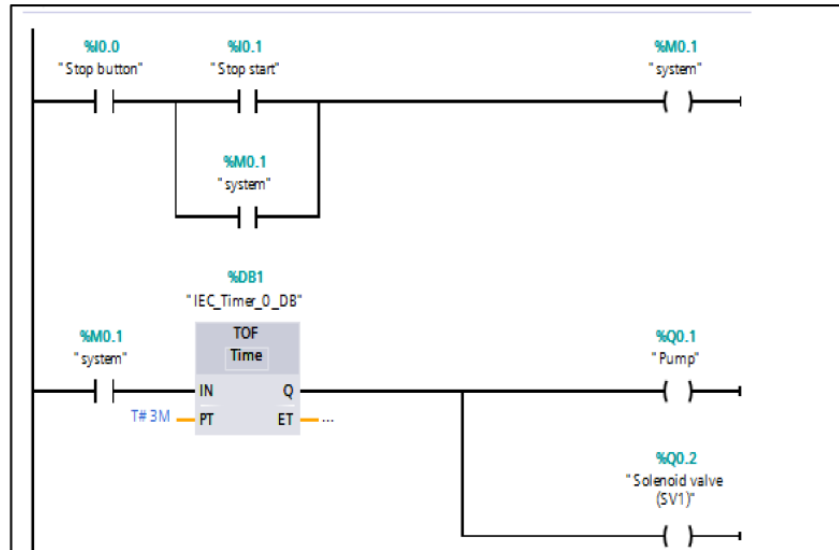 %I0.0
"Stop button"
%I0.1
"Stop start"
%M0.1
"system"
%M0.1
"system"
%DB1
"IEC_Timer_0_DB"
TOF
Time
%M0.1
"system"
IN
Q
T# 3M
PT
ET
...
%Q0.1
"Pump"
%Q0.2
"Solenoid valve
(SV1)"